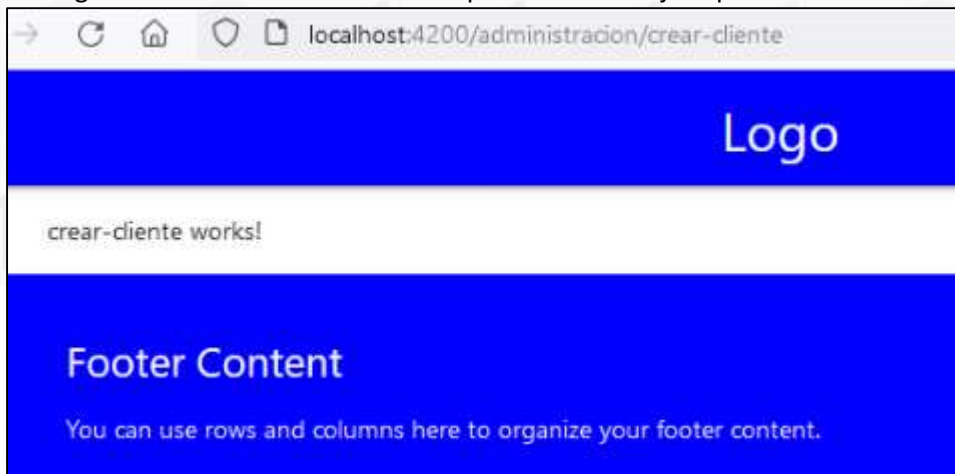 localhost:4200/administracion/crear-cliente
Logo
crear-cliente works!
Footer Content
You can use rows and columns here to organize your footer content.